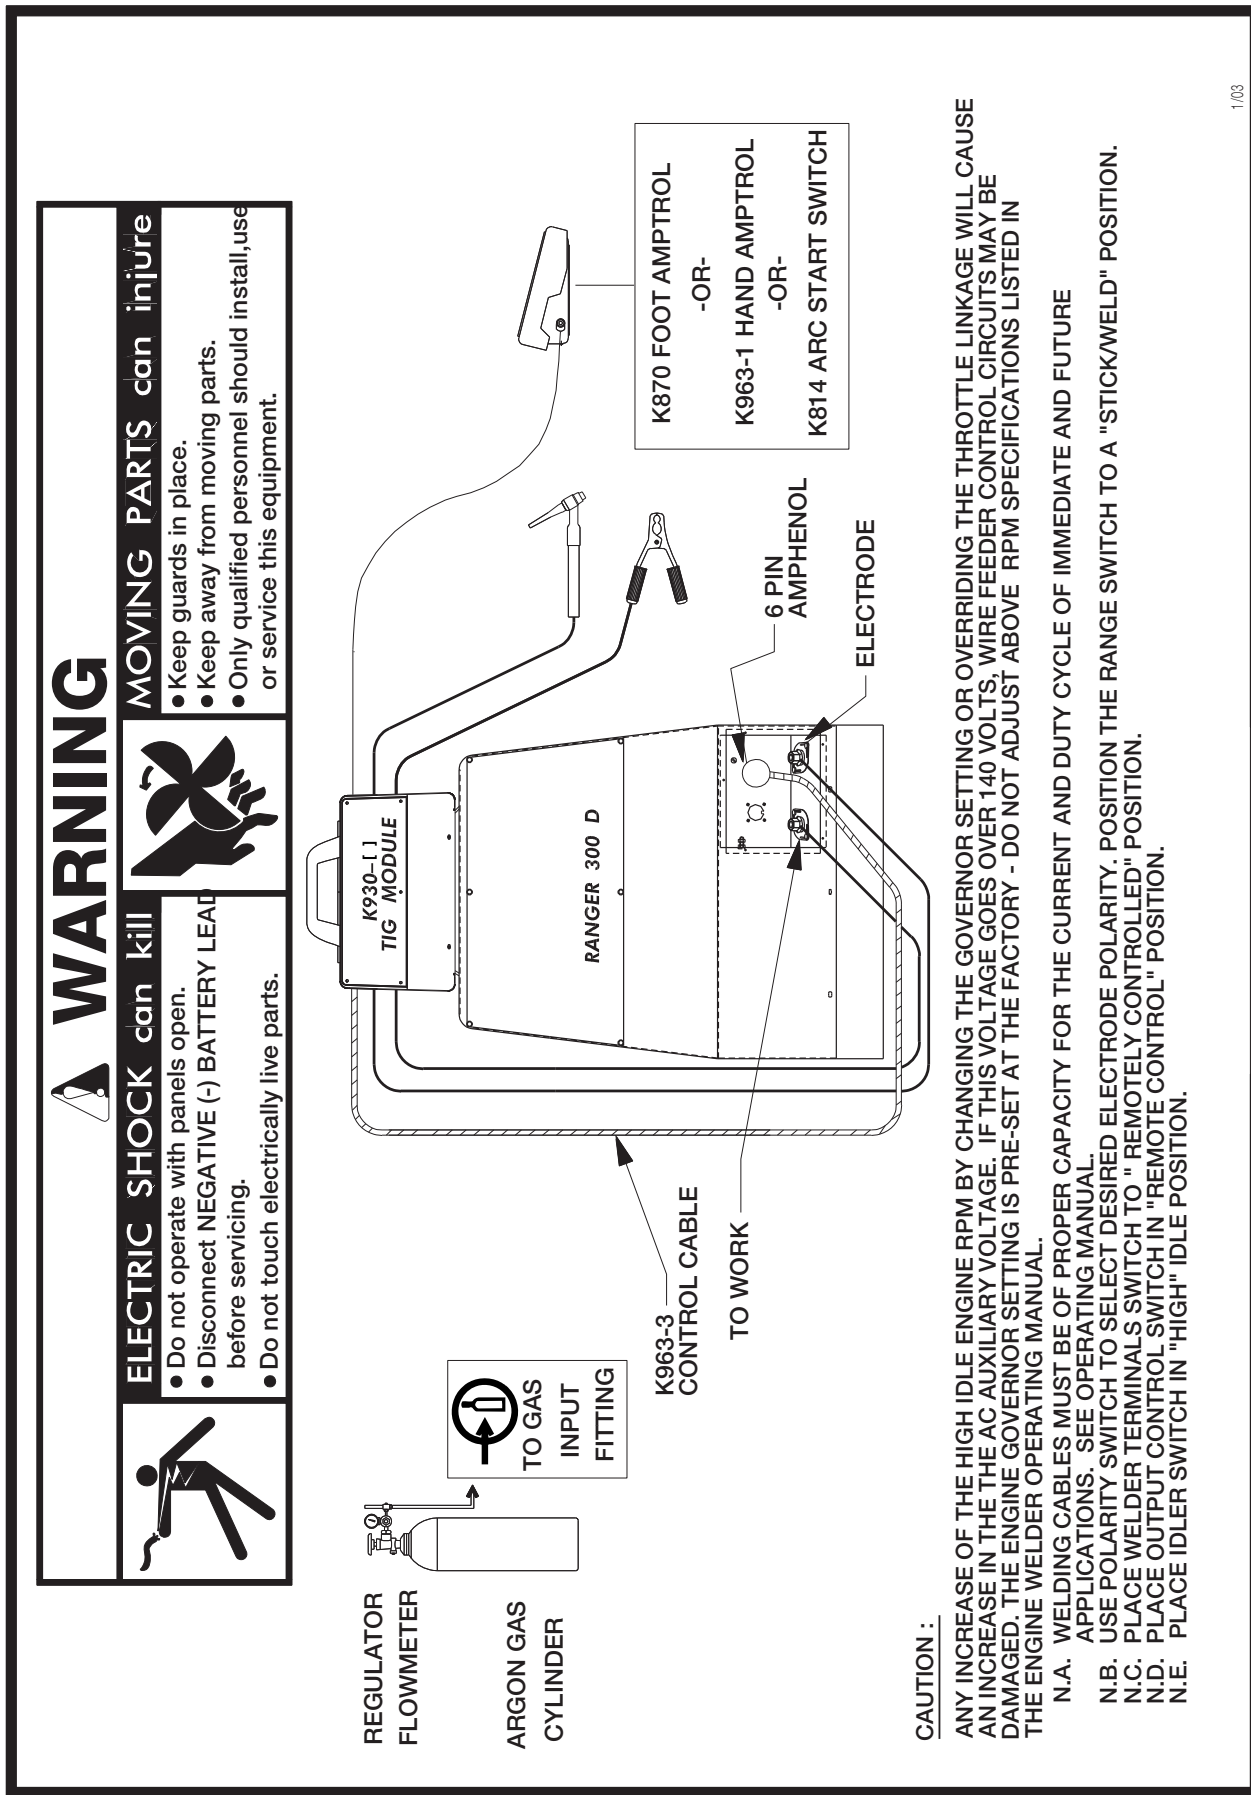 WARNING
ELECTRIC SHOCK can kill
● Do not operate with panels open.
● Disconnect NEGATIVE (-) BATTERY LEAD
before servicing.
● Do not touch electrically live parts.
MOVING PARTS can injure
● Keep guards in place.
● Keep away from moving parts.
● Only qualified personnel should install,use
or service this equipment.
REGULATOR
FLOWMETER
ARGON GAS
CYLINDER
TO GAS
INPUT
FITTING
K930-[ ]
TIG MODULE
RANGER 300 D
K963-3
CONTROL CABLE
TO WORK
6 PIN
AMPHENOL
ELECTRODE
K870 FOOT AMPTROL
-OR-
K963-1 HAND AMPTROL
-OR-
K814 ARC START SWITCH
CAUTION :
ANY INCREASE OF THE HIGH IDLE ENGINE RPM BY CHANGING THE GOVERNOR SETTING OR OVERRIDING THE THROTTLE LINKAGE WILL CAUSE
AN INCREASE IN THE THE AC AUXILIARY VOLTAGE. IF THIS VOLTAGE GOES OVER 140 VOLTS, WIRE FEEDER CONTROL CIRCUITS MAY BE
DAMAGED. THE ENGINE GOVERNOR SETTING IS PRE-SET AT THE FACTORY - DO NOT ADJUST ABOVE RPM SPECIFICATIONS LISTED IN
THE ENGINE WELDER OPERATING MANUAL.
N.A. WELDING CABLES MUST BE OF PROPER CAPACITY FOR THE CURRENT AND DUTY CYCLE OF IMMEDIATE AND FUTURE
APPLICATIONS. SEE OPERATING MANUAL.
N.B. USE POLARITY SWITCH TO SELECT DESIRED ELECTRODE POLARITY. POSITION THE RANGE SWITCH TO A "STICK/WELD" POSITION.
N.C. PLACE WELDER TERMINALS SWITCH TO " REMOTELY CONTROLLED" POSITION.
N.D. PLACE OUTPUT CONTROL SWITCH IN "REMOTE CONTROL" POSITION.
N.E. PLACE IDLER SWITCH IN "HIGH" IDLE POSITION.
1/03